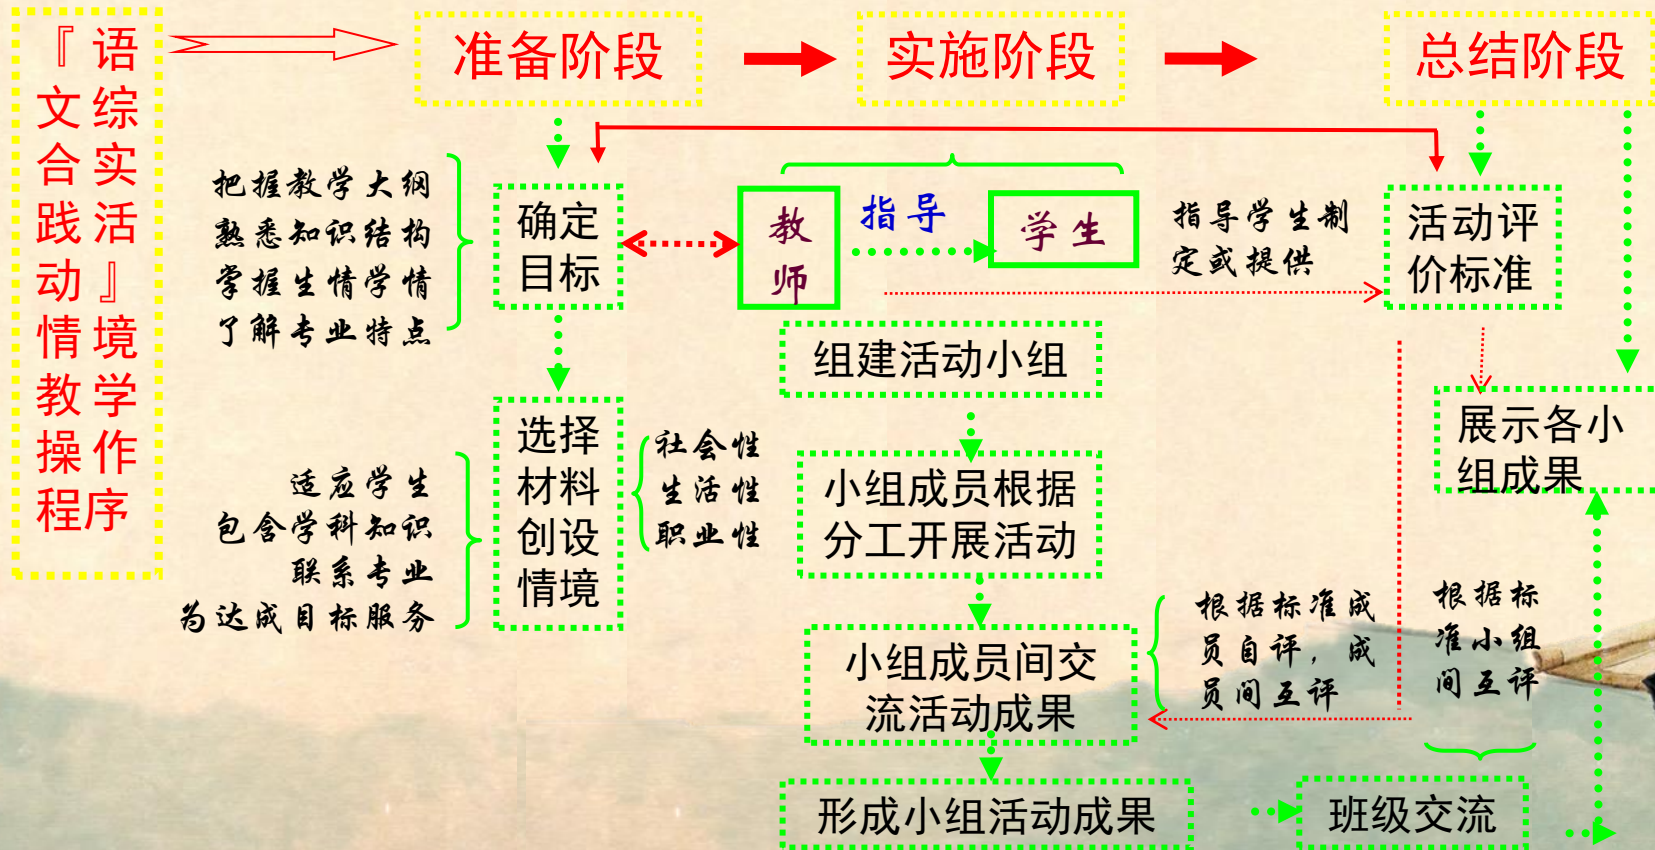 『语
文综
合实
践活
动』
情境
教学
操作
程序
准备阶段
实施阶段
总结阶段
把握教学大纲
熟悉知识结构
掌握生情学情
了解专业特点
确定
目标
教
师
指导
学生
指导学生制
定或提供
活动评
价标准
组建活动小组
选择
材料
创设
情境
社会性
生活性
职业性
适应学生
包含学科知识
联系专业
为达成目标服务
小组成员根据
分工开展活动
展示各小
组成果
小组成员间交
流活动成果
根据标准成
员自评，成
员间互评
根据标
准小组
间互评
形成小组活动成果
班级交流